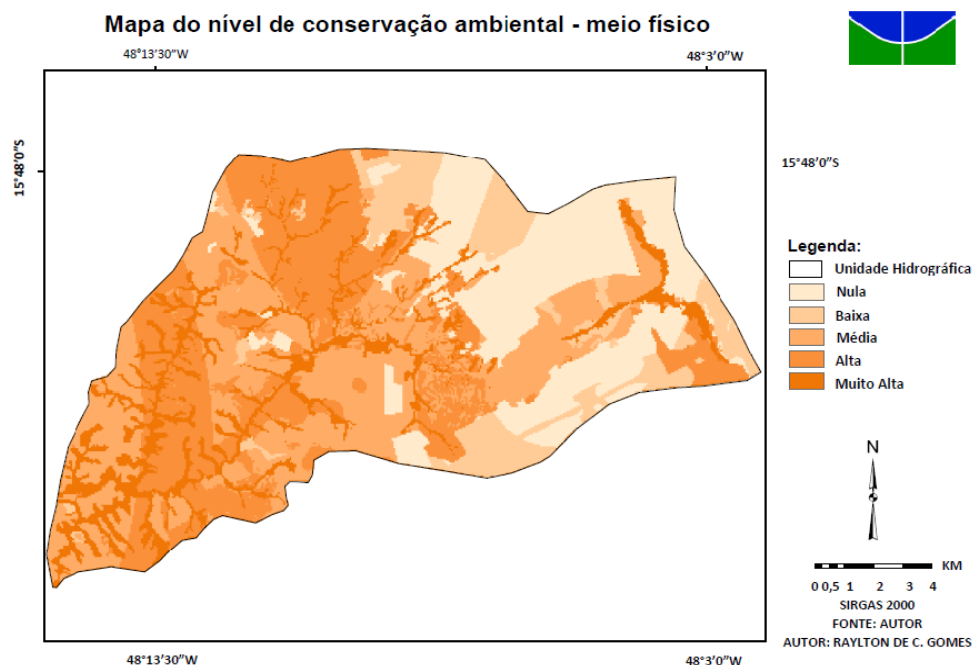 Mapa do nível de conservação ambiental - meio físico
48°13'30"W
48°3'0"W
15°48'0"S
15°48'0"S
Legenda:
Unidade Hidrográfica
Nula
Baixa
Média
Alta
Muito Alta
N
KM
0 0,5 1 2 3 4
SIRGAS 2000
FONTE: AUTOR
AUTOR: RAYLTON DE C. GOMES
48°13'30"W
48°3'0"W